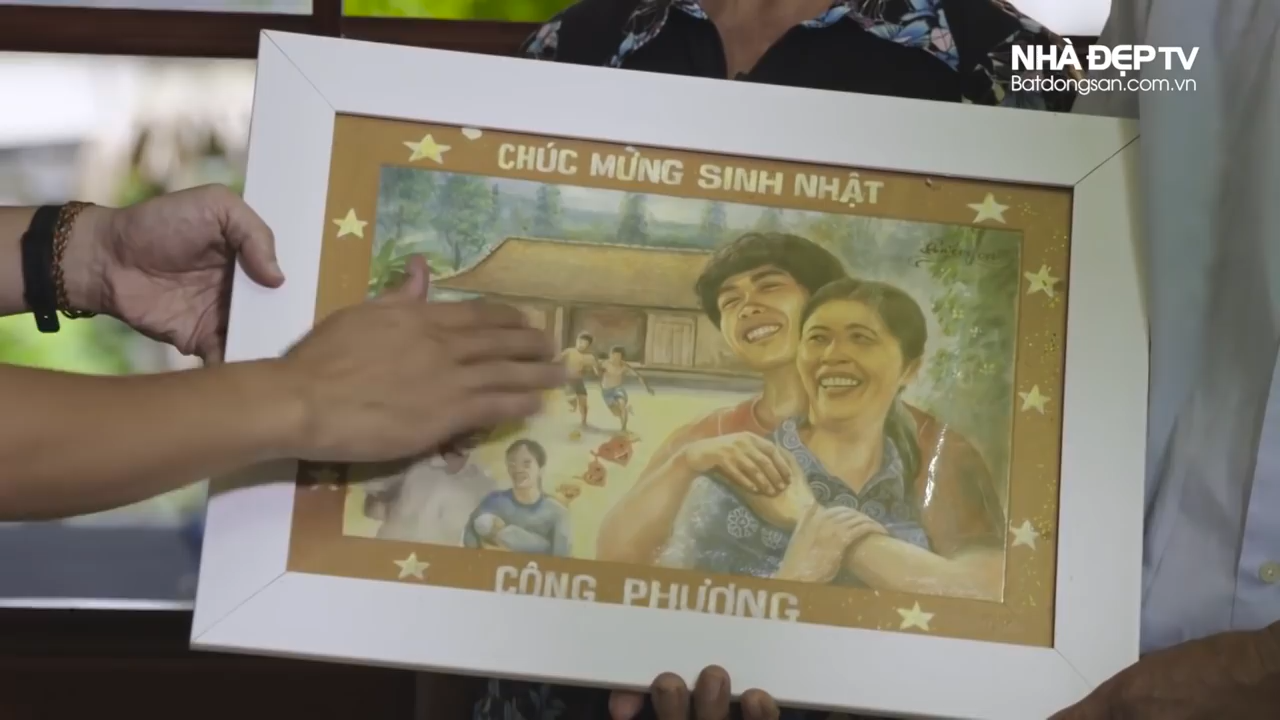 NHÀ ĐẸP TV
Batdongsan.com.vn
CHÚC MỪNG SINH NHẬT
CÔNG PHƯỢNG